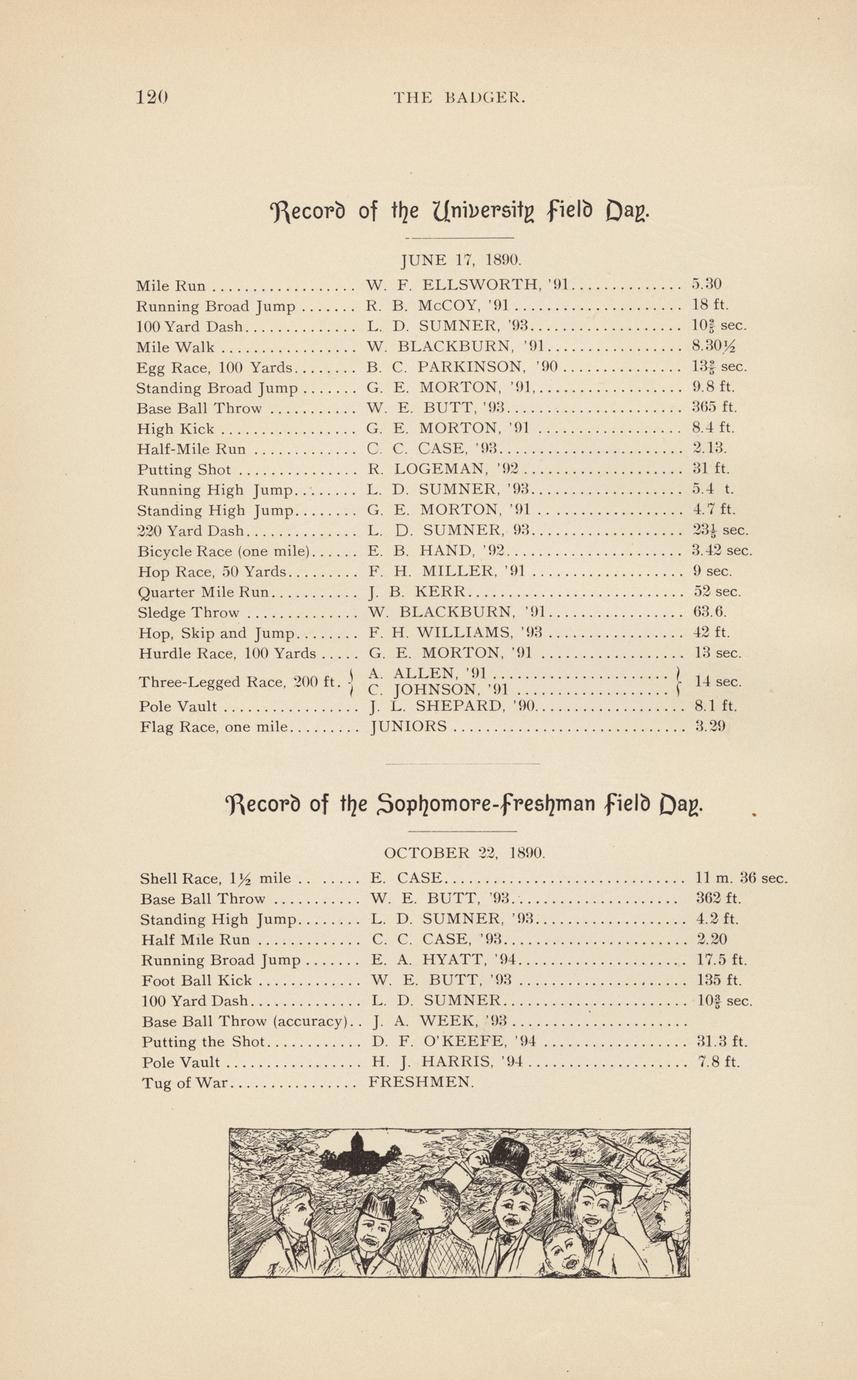 120 THE BADGER.
Record of the University Field Day.
JUNE 17, 1890.
Mile Run ................. W. F. ELLSWORTH, '91.............. 5.30
Running Broad Jump ....... R. B. McCOY, '91 ..................... 18 ft.
100 Yard Dash.............. L. D. SUMNER, '93................... 10⅗ sec.
Mile Walk ................. W. BLACKBURN, '91................. 8.30½
Egg Race, 100 Yards........ B. C. PARKINSON, '90 ............... 13⅗ sec.
Standing Broad Jump ....... G. E. MORTON, '91,.................. 9.8 ft.
Base Ball Throw ........... W. E. BUTT, '93...................... 365 ft.
High Kick ................. G. E. MORTON, '91 .................. 8.4 ft.
Half-Mile Run ............. C. C. CASE, '93....................... 2.13.
Putting Shot ............... R. LOGEMAN, '92 .................... 31 ft.
Running High Jump........ L. D. SUMNER, '93................... 5.4 t.
Standing High Jump........ G. E. MORTON, '91 .. ............... 4.7 ft.
220 Yard Dash.............. L. D. SUMNER, 93................... 23⅕ sec.
Bicycle Race (one mile)...... E. B. HAND, '92...................... 3.42 sec.
Hop Race, 50 Yards......... F. H. MILLER, '91 ................... 9 sec.
Quarter Mile Run........... J. B. KERR........................... 52 sec.
Sledge Throw .............. W. BLACKBURN, '91................. 63.6.
Hop, Skip and Jump........ F. H. WILLIAMS, '93 ................. 42 ft.
Hurdle Race, 100 Yards ..... G. E. MORTON, '91 .................. 13 sec.
Three-Legged Race, 200 ft. { A. ALLEN, '91 ...................... } 14 sec.
C. JOHNSON, '91 ...................
Pole Vault ................. J. L. SHEPARD, '90................... 8.1 ft.
Flag Race, one mile......... JUNIORS ............................. 3.29
Record of the Sophomore-Freshman Field Day.
OCTOBER 22, 1890.
Shell Race, 1½ mile .. ..... E. CASE.............................. 11 m. 36 sec.
Base Ball Throw ........... W. E. BUTT, '93..................... 362 ft.
Standing High Jump........ L. D. SUMNER, '93................... 4.2 ft.
Half Mile Run ............. C. C. CASE, '93....................... 2.20
Running Broad Jump ....... E. A. HYATT, '94..................... 17.5 ft.
Foot Ball Kick ............. W. E. BUTT, '93 ..................... 135 ft.
100 Yard Dash.............. L. D. SUMNER....................... 10⅗ sec.
Base Ball Throw (accuracy).. J. A. WEEK, '93 ......................
Putting the Shot............ D. F. O'KEEFE, '94 .................. 31.3 ft.
Pole Vault ................. H. J. HARRIS, '94 .................... 7.8 ft.
Tug of War................ FRESHMEN.